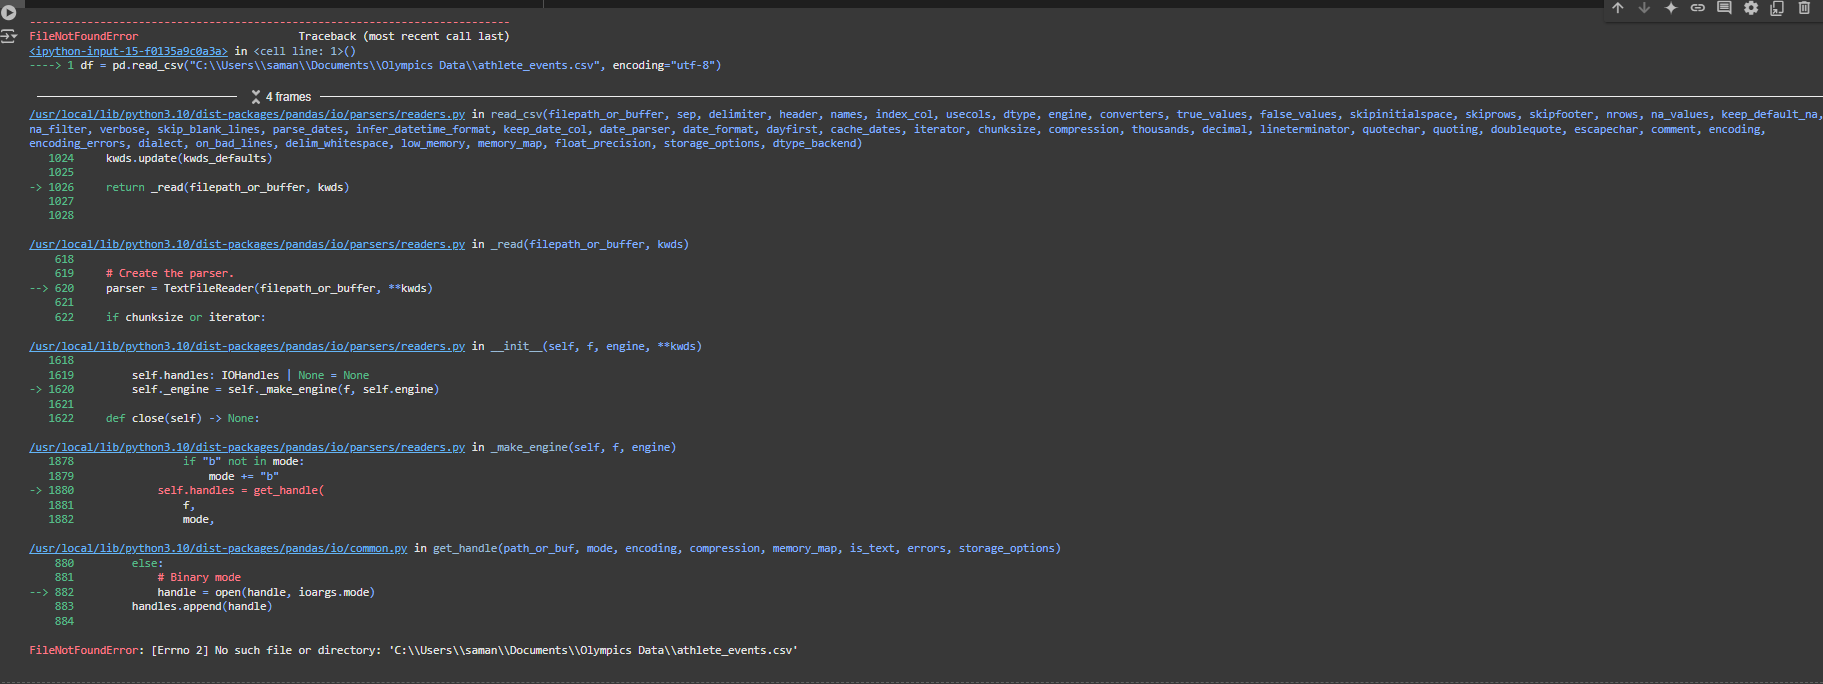 ---------------------------------------------------------------------------
FileNotFoundError                         Traceback (most recent call last)
<ipython-input-15-f0135a9c0a3a> in <cell line: 1>()
----> 1 df = pd.read_csv("C:\\Users\\saman\\Documents\\Olympics Data\\athlete_events.csv", encoding="utf-8")
4 frames
/usr/local/lib/python3.10/dist-packages/pandas/io/parsers/readers.py in read_csv(filepath_or_buffer, sep, delimiter, header, names, index_col, usecols, dtype, engine, converters, true_values, false_values, skipinitialspace, skiprows, skipfooter, nrows, na_values, keep_default_na,
na_filter, verbose, skip_blank_lines, parse_dates, infer_datetime_format, keep_date_col, date_parser, date_format, dayfirst, cache_dates, iterator, chunksize, compression, thousands, decimal, lineterminator, quotechar, quoting, doublequote, escapechar, comment, encoding,
encoding_errors, dialect, on_bad_lines, delim_whitespace, low_memory, memory_map, float_precision, storage_options, dtype_backend)
   1024     kwds.update(kwds_defaults)
   1025
-> 1026     return _read(filepath_or_buffer, kwds)
   1027
   1028
/usr/local/lib/python3.10/dist-packages/pandas/io/parsers/readers.py in _read(filepath_or_buffer, kwds)
    618
    619     # Create the parser.
--> 620     parser = TextFileReader(filepath_or_buffer, **kwds)
    621
    622     if chunksize or iterator:
/usr/local/lib/python3.10/dist-packages/pandas/io/parsers/readers.py in __init__(self, f, engine, **kwds)
   1618
   1619         self.handles: IOHandles | None = None
-> 1620         self._engine = self._make_engine(f, self.engine)
   1621
   1622     def close(self) -> None:
/usr/local/lib/python3.10/dist-packages/pandas/io/parsers/readers.py in _make_engine(self, f, engine)
   1878                 if "b" not in mode:
   1879                     mode += "b"
-> 1880             self.handles = get_handle(
   1881                 f,
   1882                 mode,
/usr/local/lib/python3.10/dist-packages/pandas/io/common.py in get_handle(path_or_buf, mode, encoding, compression, memory_map, is_text, errors, storage_options)
    880         else:
    881             # Binary mode
--> 882             handle = open(handle, ioargs.mode)
    883         handles.append(handle)
    884
FileNotFoundError: [Errno 2] No such file or directory: 'C:\\Users\\saman\\Documents\\Olympics Data\\athlete_events.csv'